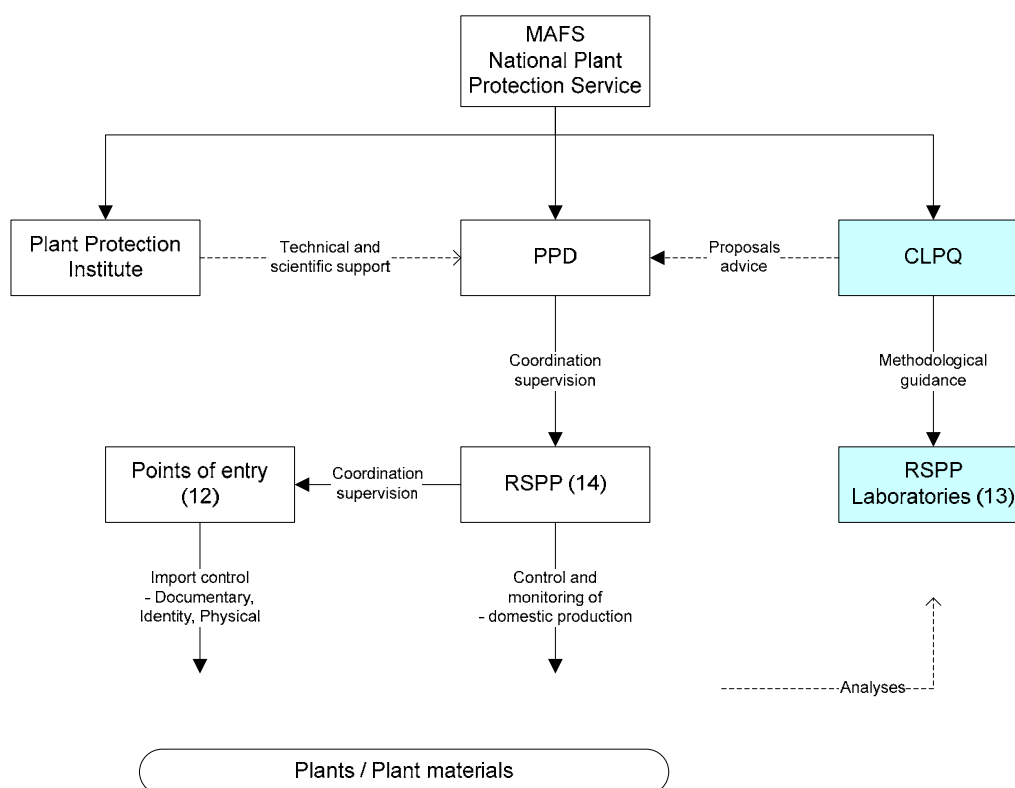 MAFS
National Plant
Protection Service
Plant Protection
Institute
Technical and
scientific support
PPD
Proposals
advice
CLPQ
Coordination
supervision
Methodological
guidance
Points of entry
(12)
Coordination
supervision
RSPP (14)
RSPP
Laboratories (13)
Import control
- Documentary,
Identity, Physical
Control and
monitoring of
- domestic production
Analyses
Plants / Plant materials